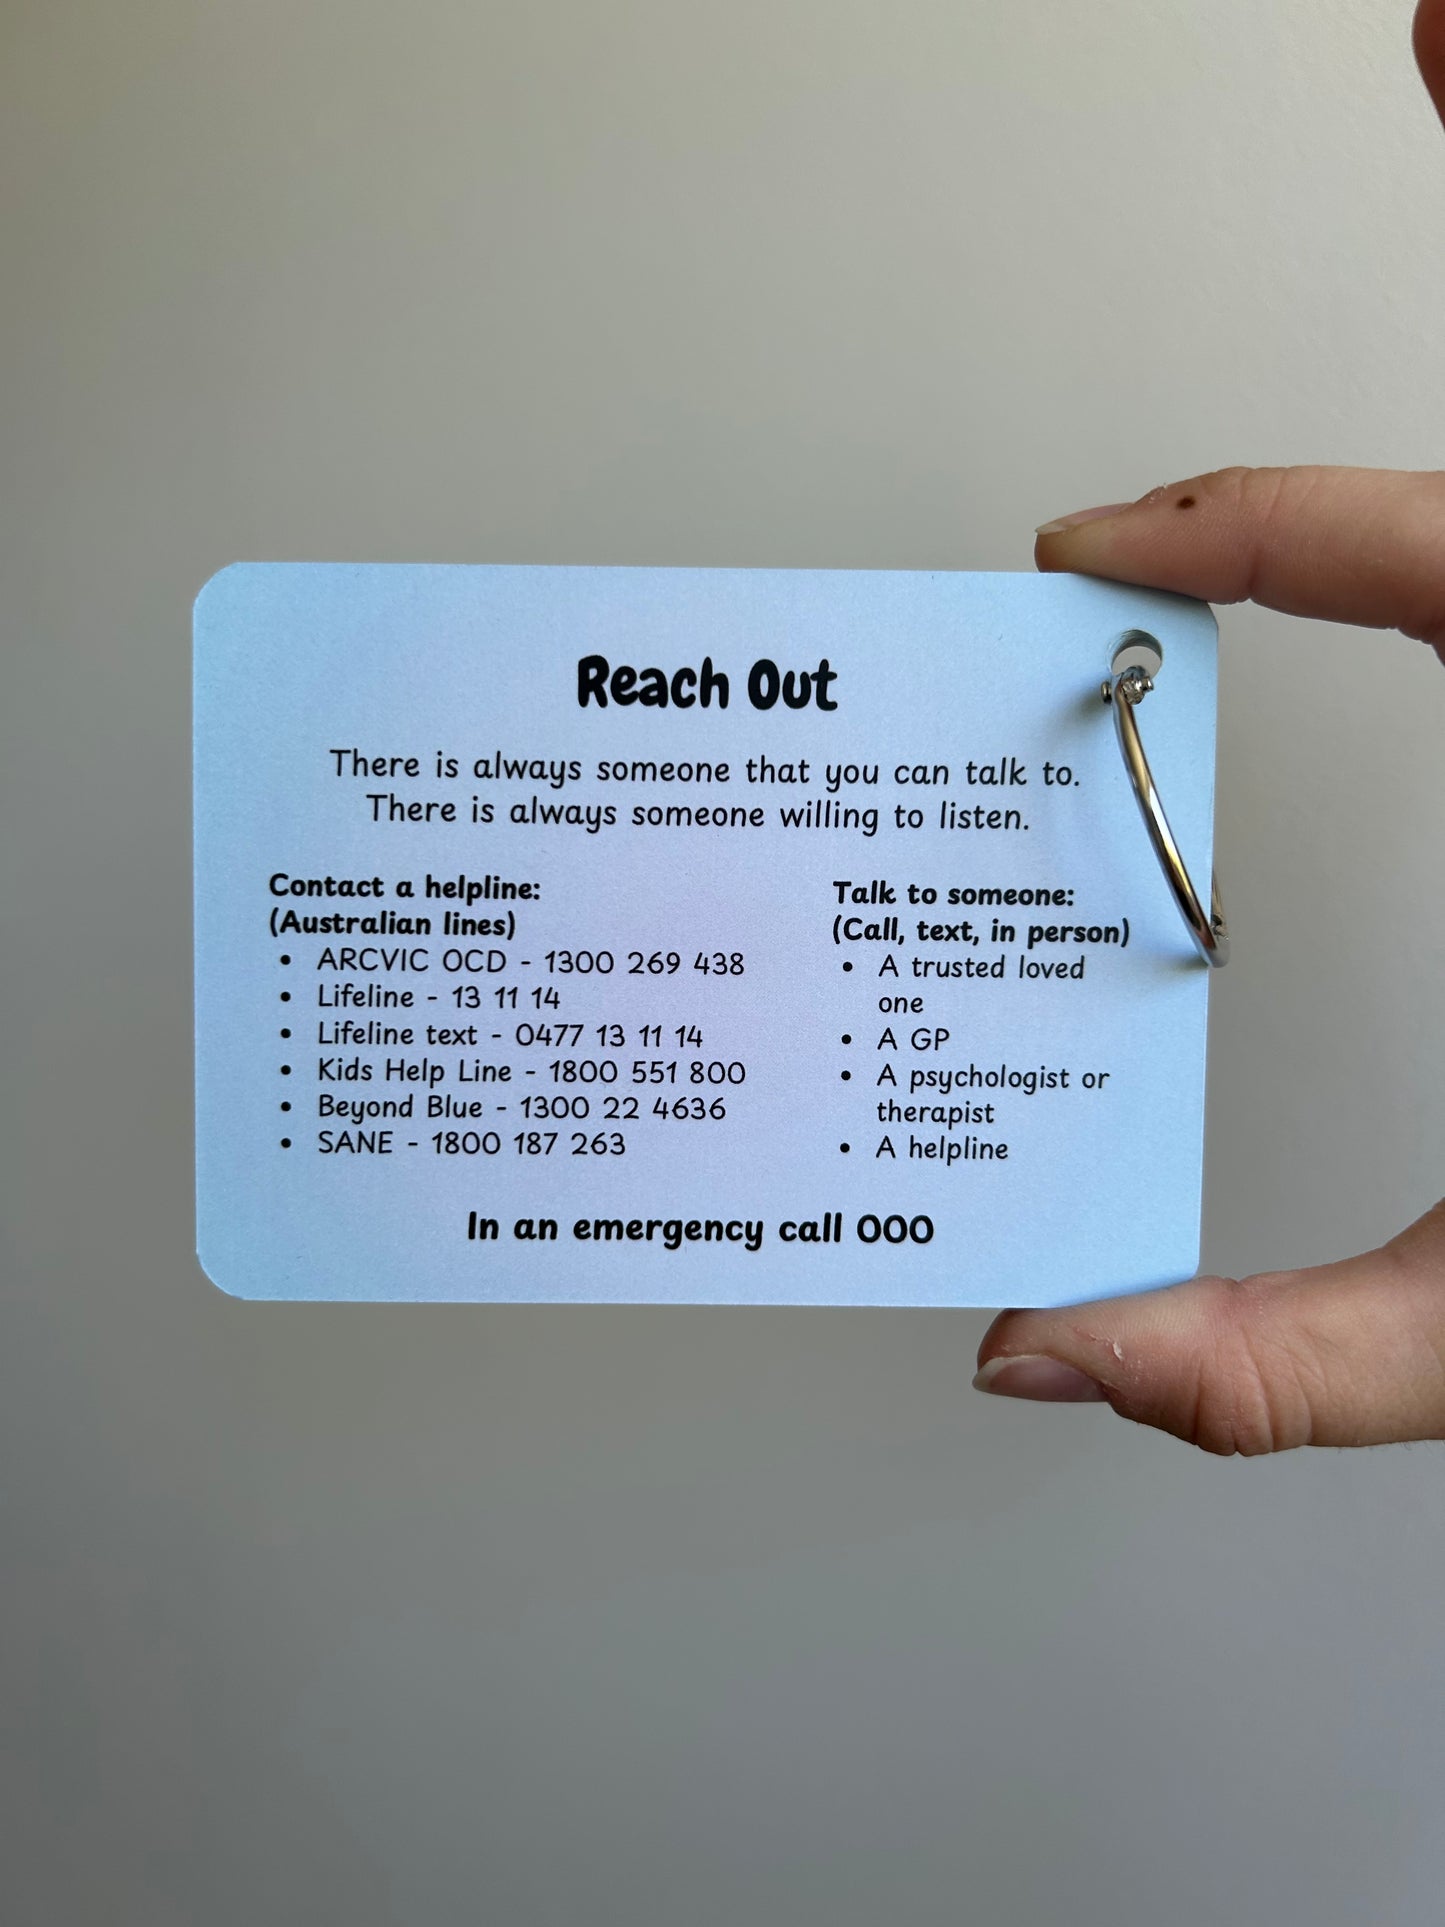 Reach Out
There is always someone that you can talk to.
There is always someone willing to listen.
Contact a helpline:
(Australian lines)
• ARCVIC OCD - 1300 269 438
• Lifeline - 13 11 14
• Lifeline text - 0477 13 11 14
• Kids Help Line - 1800 551 800
• Beyond Blue - 1300 22 4636
• SANE - 1800 187 263
Talk to someone:
(Call, text, in person)
• A trusted loved
one
• A GP
• A psychologist or
therapist
• A helpline
In an emergency call 000